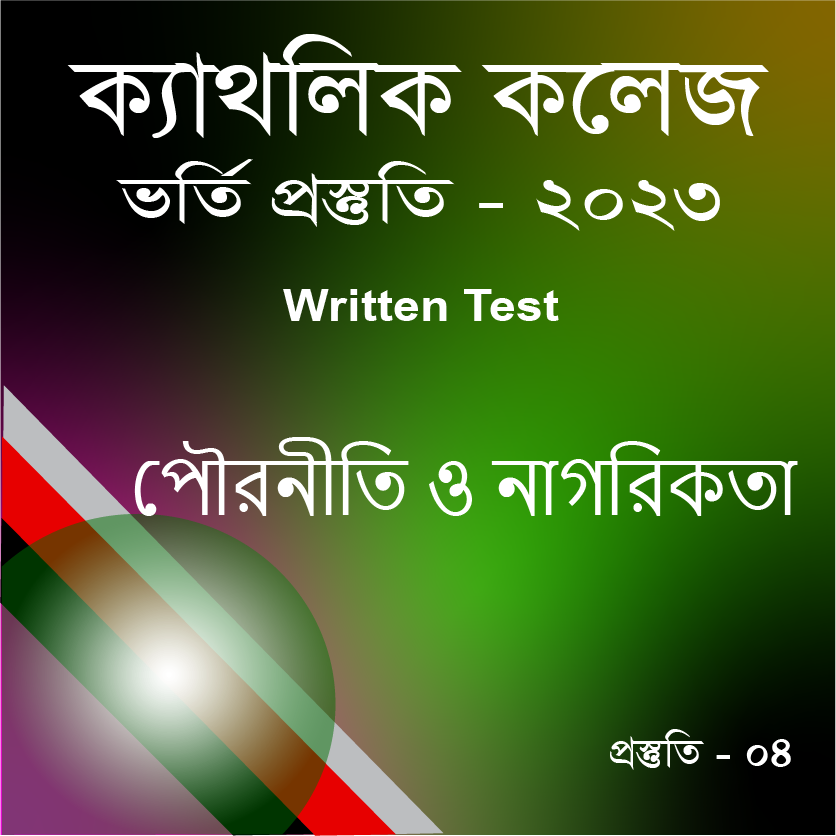 ক্যাথলিক কলেজ
ভর্তি প্রস্তুতি - ২০২৩
Written Test
পৌরনীতি ও নাগরিকতা
প্রস্তুতি - ০৪